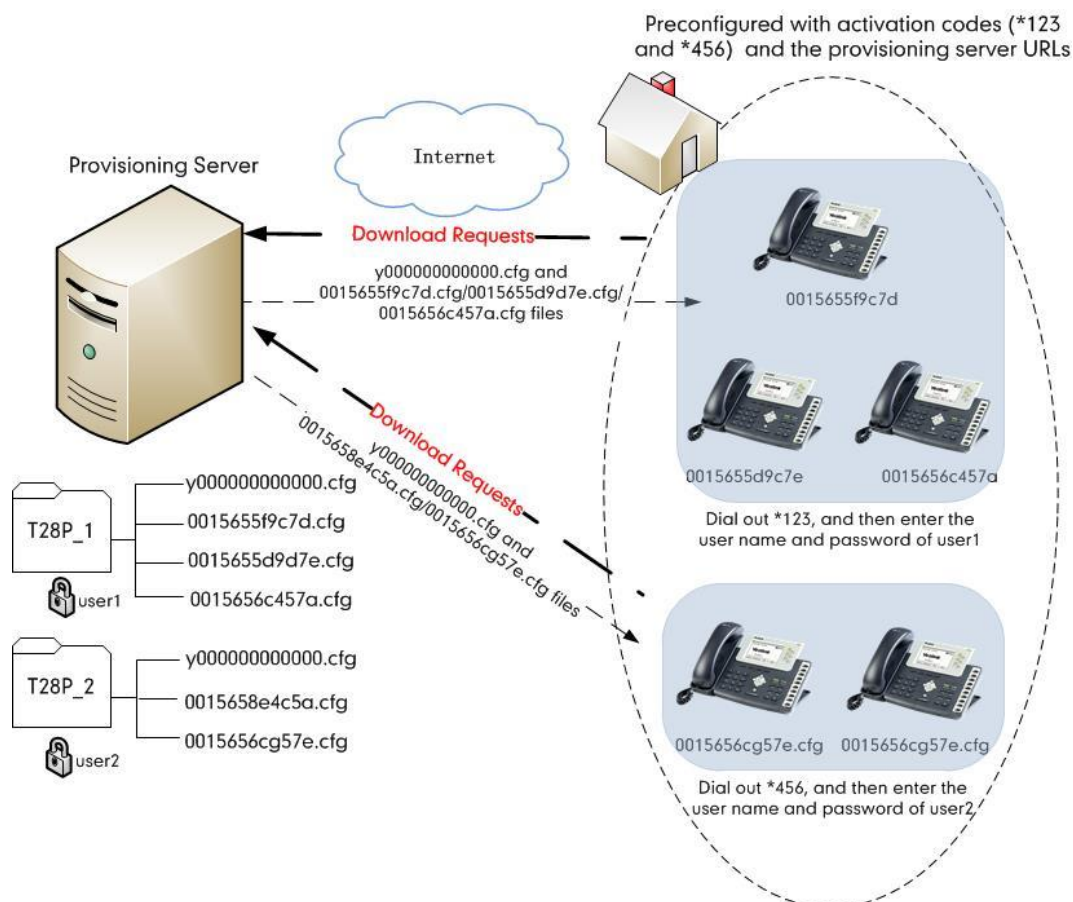 Preconfigured with activation codes (*123
and *456) and the provisioning server URLs
Internet
Provisioning Server
Download Requests
y000000000000.cfg and
0015655f9c7d.cfg/0015655d9d7e.cfg/
0015656c457a.cfg files
0015655f9c7d
0015655d9c7e
0015656c457a
Dial out *123, and then enter the
user name and password of user1
Download Requests
y000000000000.cfg and
0015658e4c5a.cfg/0015656cg57e.cfg files
T28P_1
user1
y000000000000.cfg
0015655f9c7d.cfg
0015655d9d7e.cfg
0015656c457a.cfg
T28P_2
user2
y000000000000.cfg
0015658e4c5a.cfg
0015656cg57e.cfg
0015656cg57e.cfg
0015656cg57e.cfg
Dial out *456, and then enter the
user name and password of user2